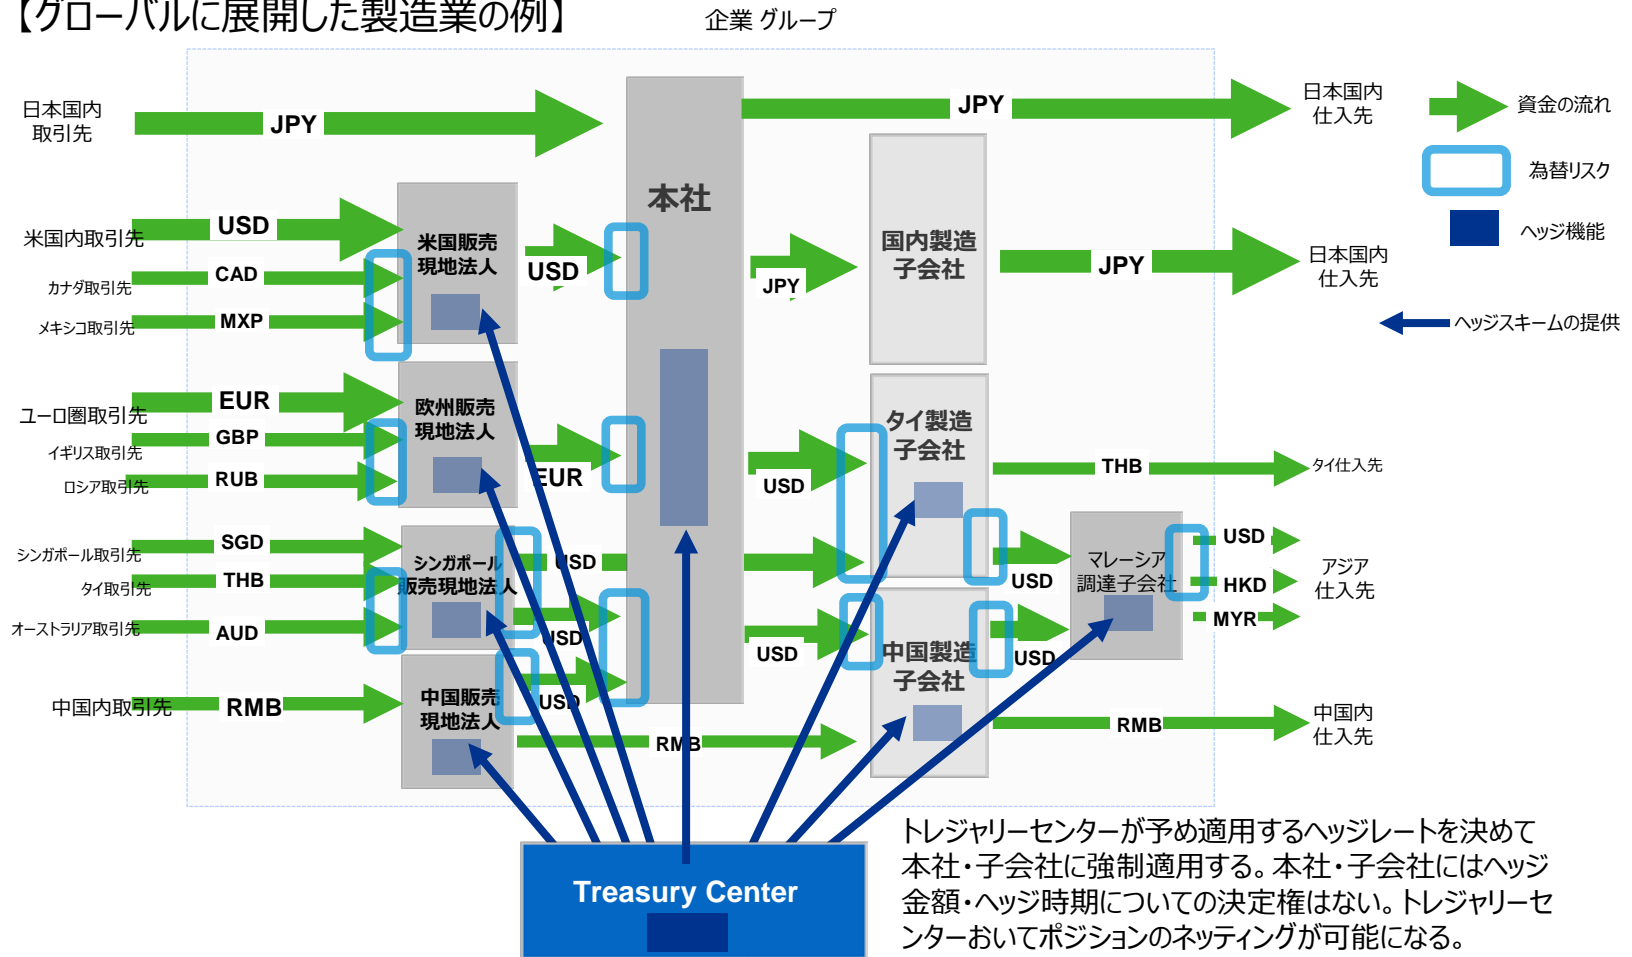 【グローバルに展開した製造業の例】
企業 グループ
日本国内
取引先
JPY
JPY
日本国内
仕入先
資金の流れ
為替リスク
ヘッジ機能
ヘッジスキームの提供
本社
米国内取引先
USD
カナダ取引先
CAD
メキシコ取引先
MXP
米国販売
現地法人
USD
JPY
国内製造
子会社
JPY
日本国内
仕入先
ユーロ圏取引先
EUR
イギリス取引先
GBP
ロシア取引先
RUB
欧州販売
現地法人
EUR
USD
タイ製造
子会社
THB
タイ仕入先
シンガポール取引先
SGD
タイ取引先
THB
オーストラリア取引先
AUD
シンガポール
販売現地法人
USD
USD
USD
マレーシア
調達子会社
USD
HKD
MYR
アジア
仕入先
中国内取引先
RMB
中国販売
現地法人
USD
RMB
USD
中国製造
子会社
USD
RMB
中国内
仕入先
Treasury Center
トレジャリーセンターが予め適用するヘッジレートを決めて
本社・子会社に強制適用する。本社・子会社にはヘッジ
金額・ヘッジ時期についての決定権はない。トレジャリーセ
ンターおいてポジションのネッティングが可能になる。